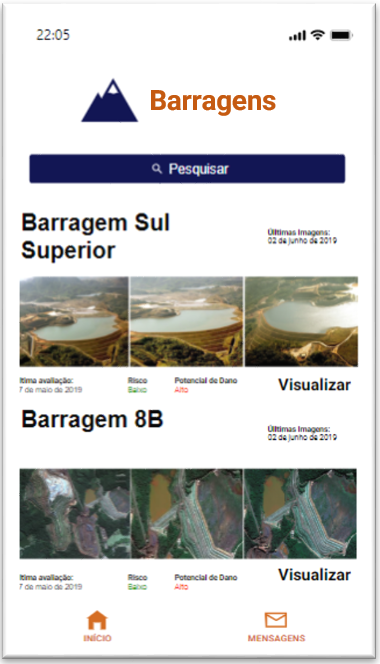 22:05
Barragens
Pesquisar
Barragem Sul
Superior
Últimas Imagens:
02 de junho de 2019
ltima avaliação:
7 de maio de 2019
Risco
Baixo
Potencial de Dano
Alto
Visualizar
Barragem 8B
Últimas Imagens:
02 de junho de 2019
ltima avaliação:
7 de maio de 2019
Risco
Baixo
Potencial de Dano
Alto
Visualizar
INÍCIO
MENSAGENS